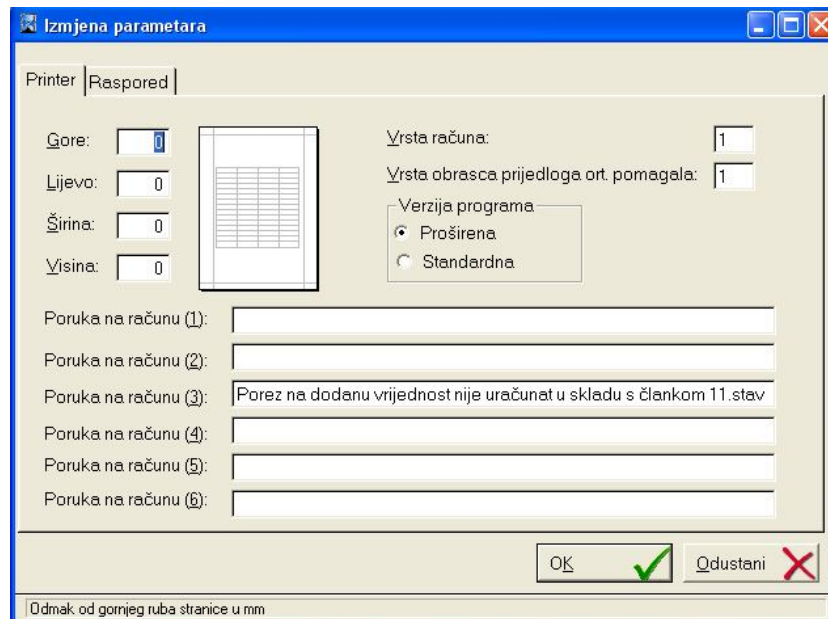 Izmjena parametara
Printer Raspored
Gore: 0
Lijevo: 0
Širina: 0
Visina: 0
Vrsta računa: 1
Vrsta obrasca prijedloga ort. pomagala: 1
Verzija programa
Proširena
Standardna
Poruka na računu (1):
Poruka na računu (2):
Poruka na računu (3): Porez na dodanu vrijednost nije uračunat u skladu s člankom 11.stav
Poruka na računu (4):
Poruka na računu (5):
Poruka na računu (6):
OK Odustani
Odmak od gornjeg ruba stranice u mm